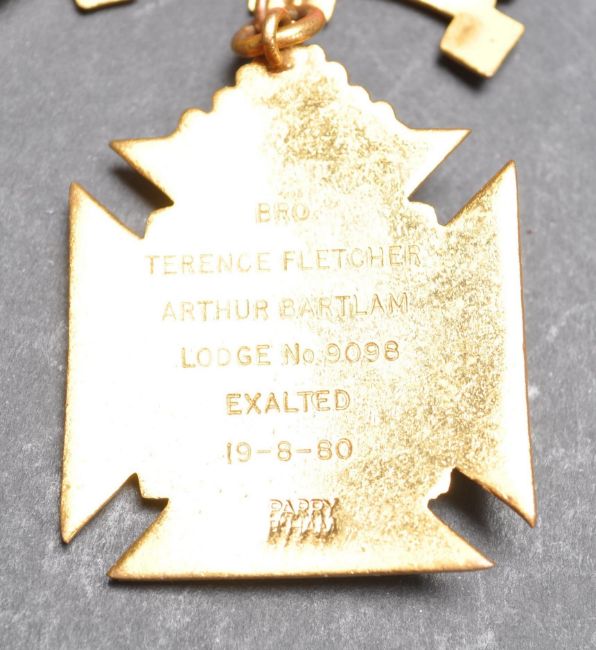 BRO.
TERENCE FLETCHER
ARTHUR BARTLAM
LODGE No. 9098
EXALTED
19-8-80
PARRY
B'HAM